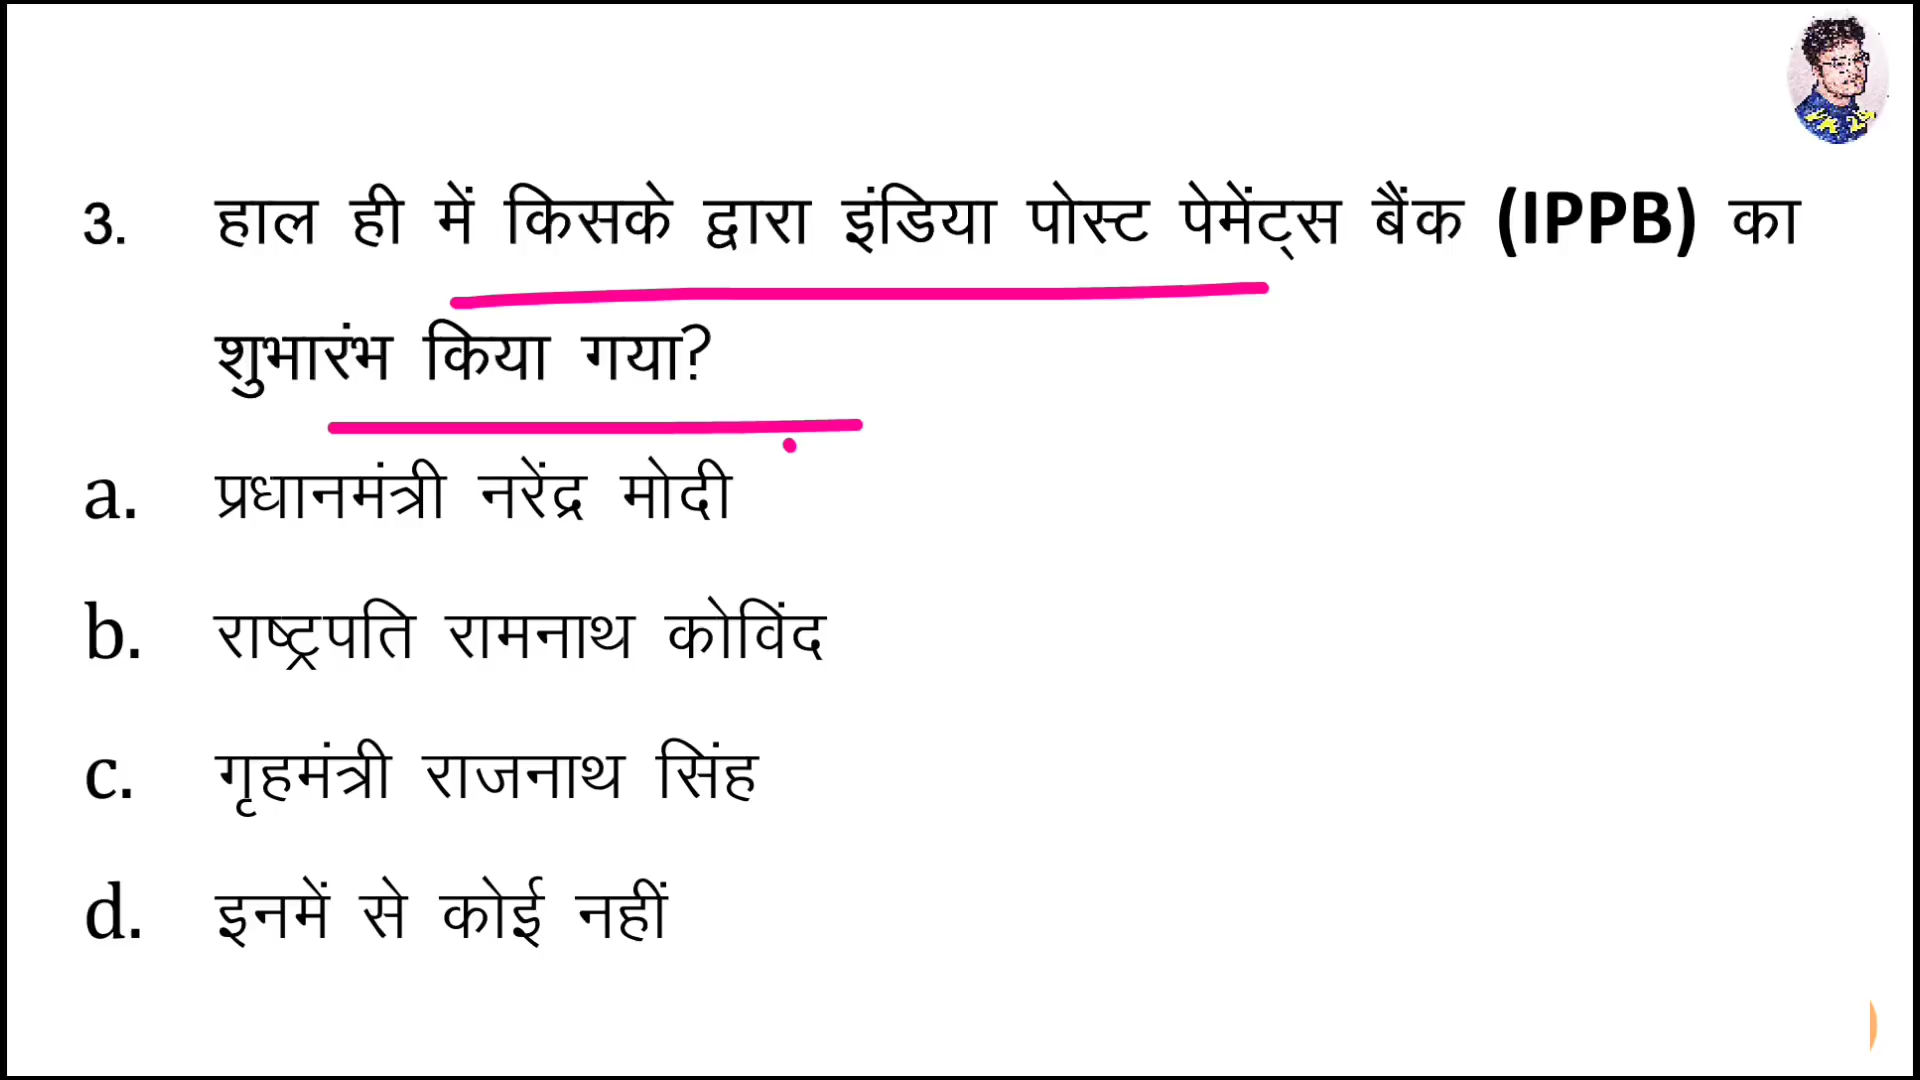 3. हाल ही में किसके द्वारा इंडिया पोस्ट पेमेंट्स बैंक (IPPB) का
शुभारंभ किया गया?
a. प्रधानमंत्री नरेंद्र मोदी
b. राष्ट्रपति रामनाथ कोविंद
c. गृहमंत्री राजनाथ सिंह
d. इनमें से कोई नहीं